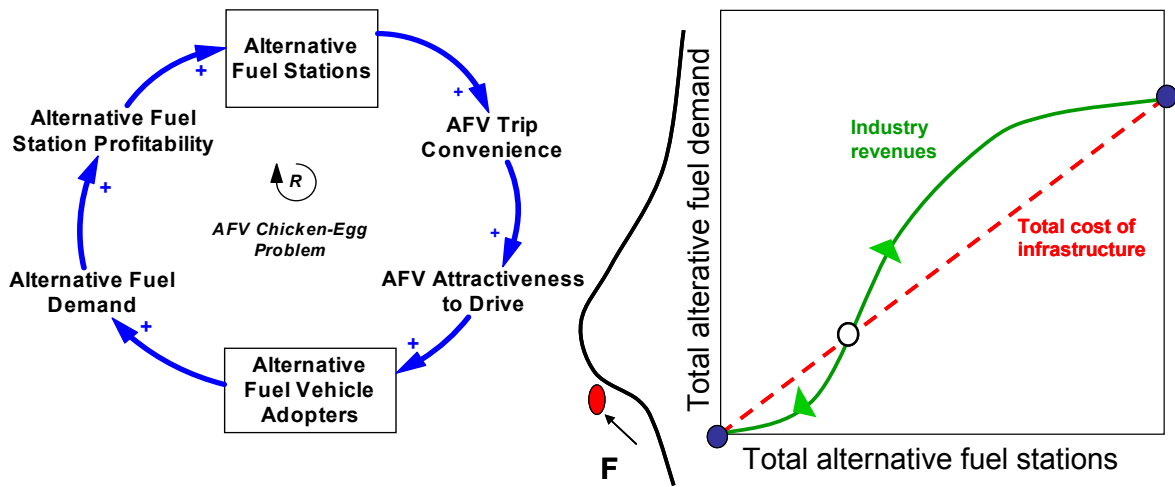 Alternative
Fuel Stations
+
+
Alternative Fuel
Station Profitability
AFV Trip
Convenience
R
+
AFV Chicken-Egg
Problem
+
Alternative Fuel
Demand
AFV Attractiveness
to Drive
+
+
Alternative
Fuel Vehicle
Adopters
F
Total alterative fuel demand
Industry
revenues
Total cost of
infrastructure
Total alternative fuel stations